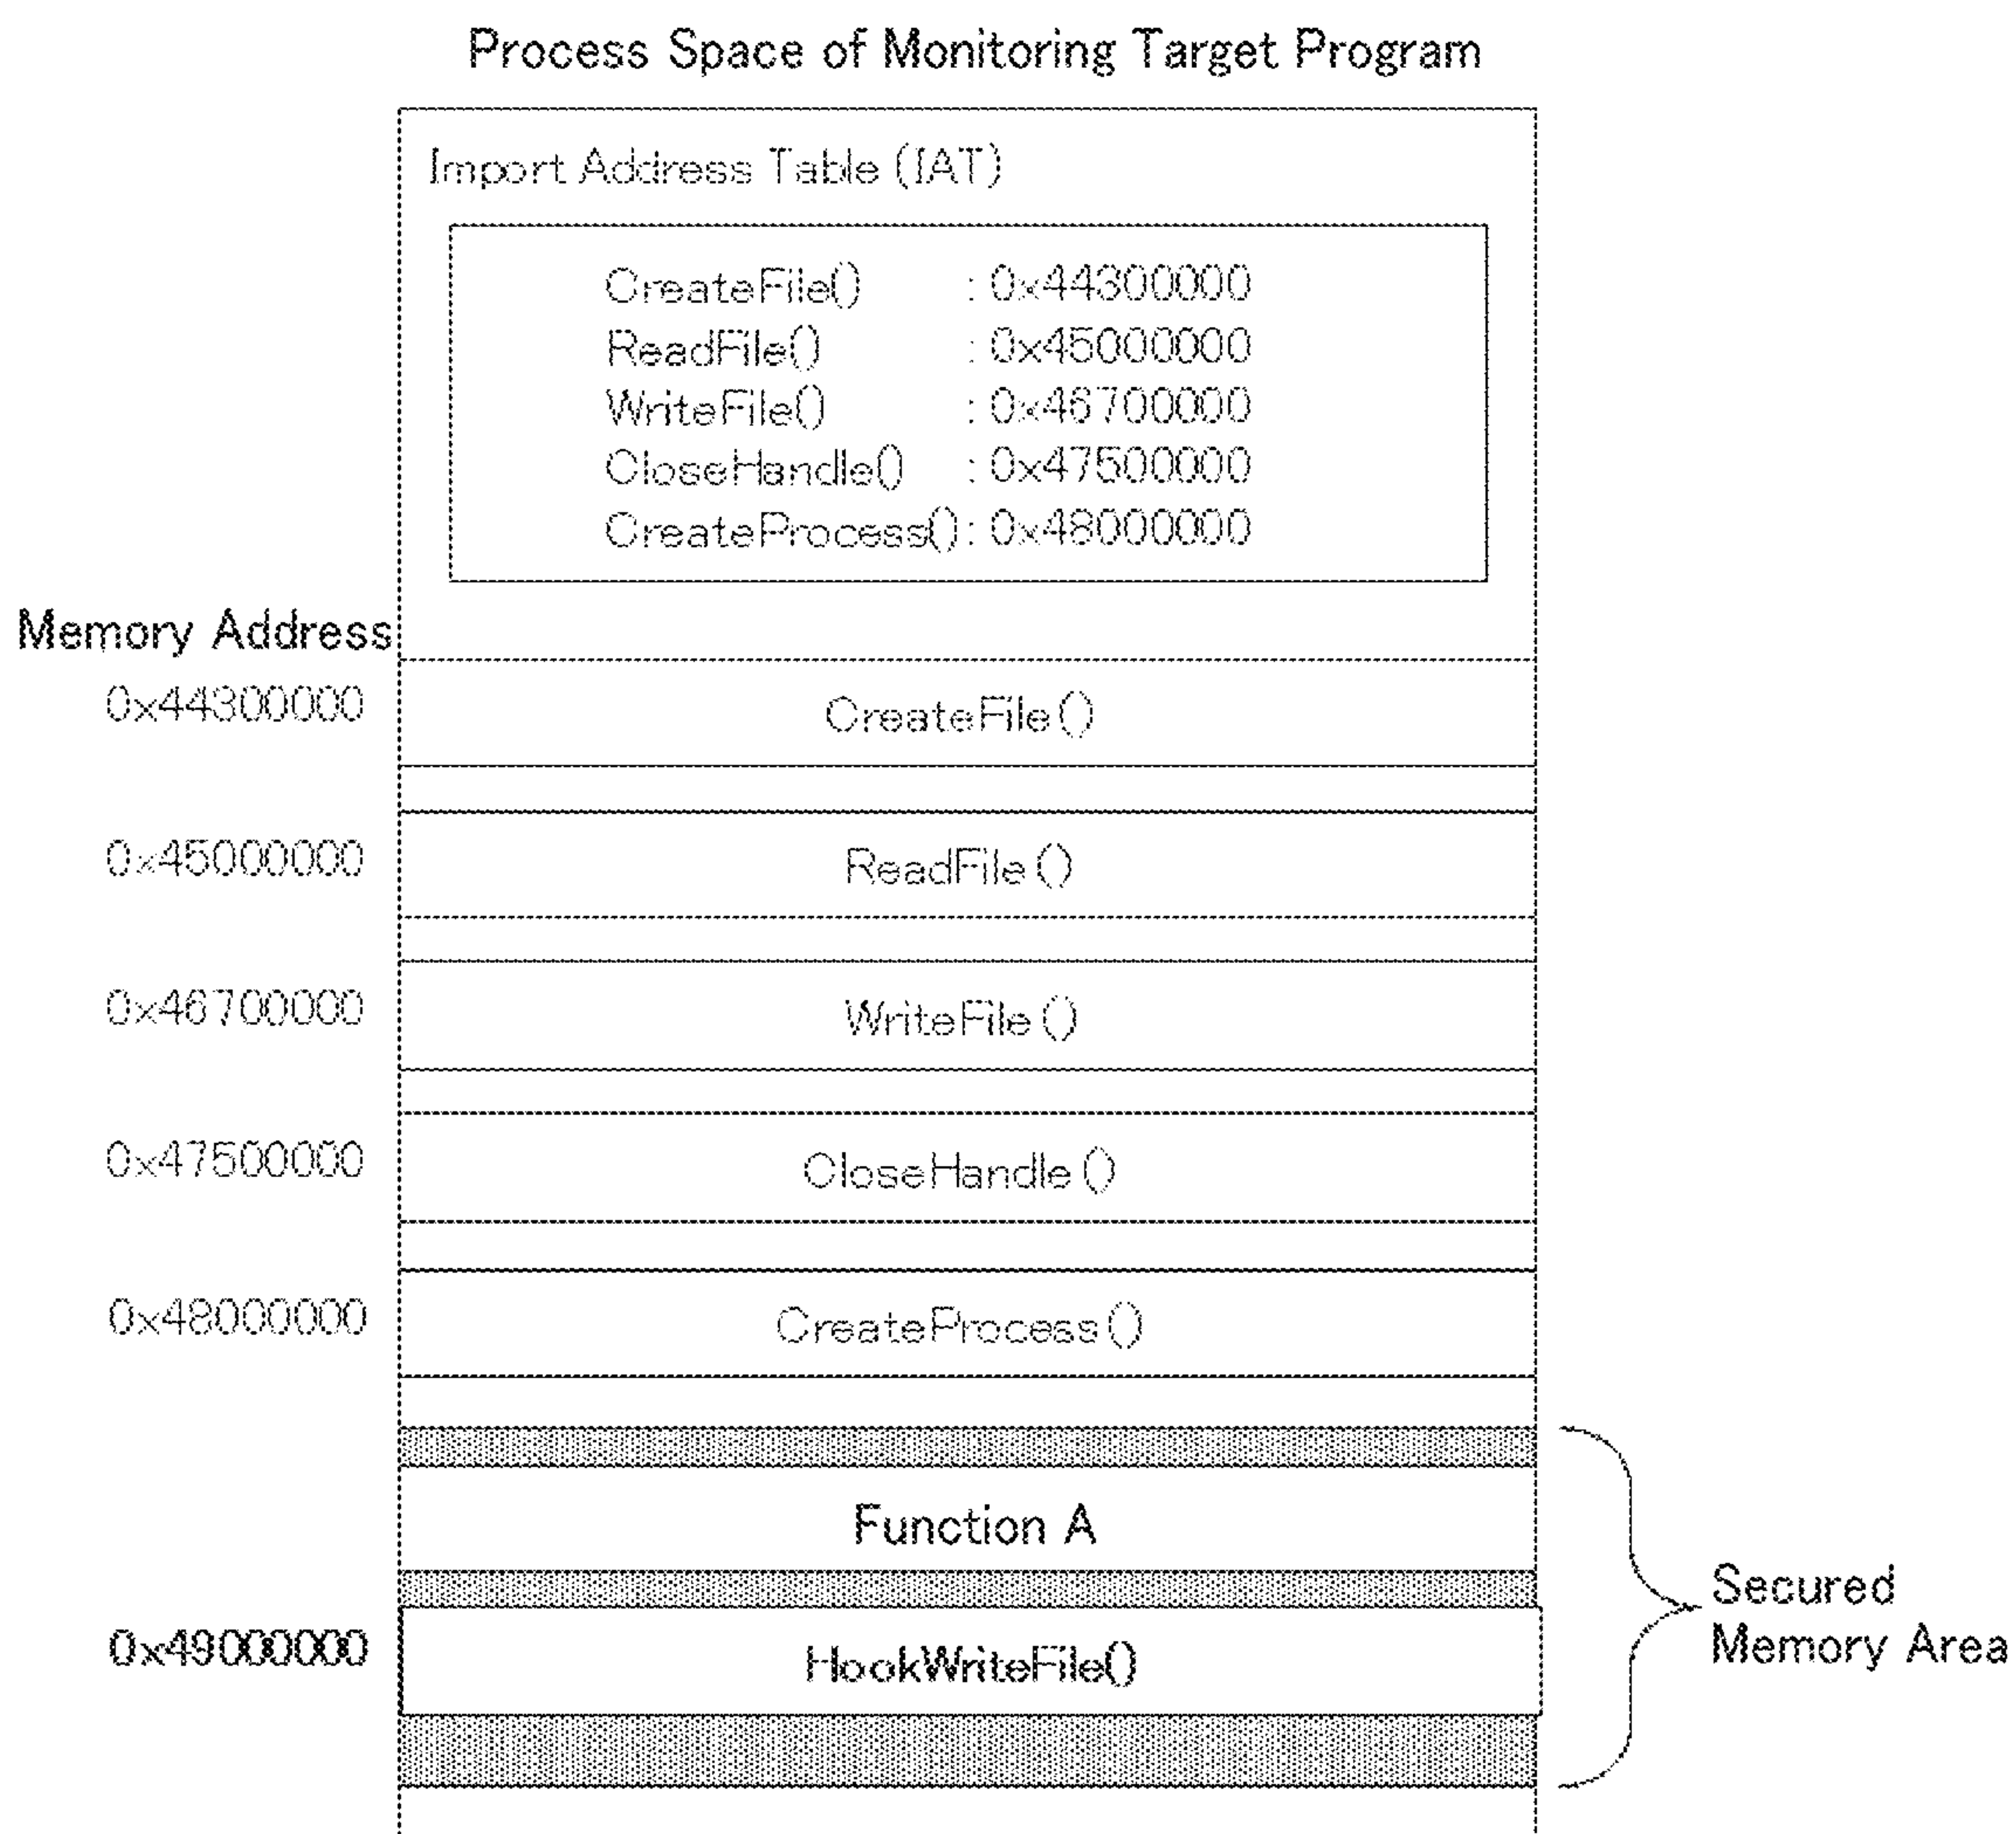 Process Space of Monitoring Target Program
Import Address Table (IAT)
CreateFile() : 0x44300000
ReadFile() : 0x45000000
WriteFile() : 0x46700000
CloseHandle() : 0x47500000
CreateProcess() : 0x48000000
Memory Address
0x44300000 CreateFile ()
0x45000000 ReadFile ()
0x46700000 WriteFile ()
0x47500000 CloseHandle ()
0x48000000 CreateProcess ()
Function A
0x49000000 HookWriteFile()
Secured
Memory Area